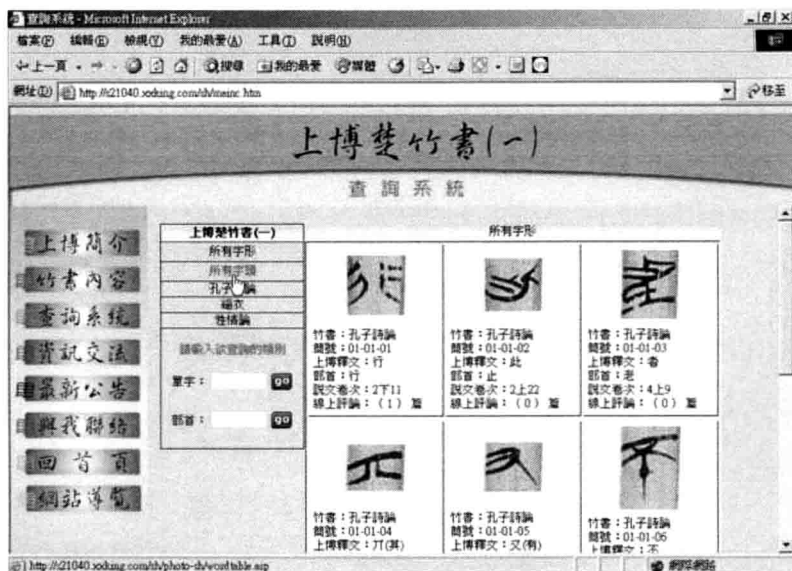 查詢系統 - Microsoft Internet Explorer
檔案(F) 編輯(E) 檢視(V) 我的最愛(A) 工具(T) 說明(H)
上一頁 搜尋 我的最愛 媒體
網址(D) http://c21040.xodung.com/dh/mainc.htm 移至
上博楚竹書(一)
查詢系統
上博簡介
竹書內容
查詢系統
資訊交流
最新公告
與我聯絡
回首頁
網站導覽
上博楚竹書(一)
所有字形
所有字頭
孔子詩論
緇衣
性情論
請輸入欲查詢的類別
單字： go
部首： go
所有字形
竹書：孔子詩論
簡號：01-01-01
上博釋文：行
部首：行
說文卷次：2下11
線上評論：（1）篇
竹書：孔子詩論
簡號：01-01-02
上博釋文：此
部首：止
說文卷次：2上22
線上評論：（0）篇
竹書：孔子詩論
簡號：01-01-03
上博釋文：者
部首：老
說文卷次：4上9
線上評論：（0）篇
竹書：孔子詩論
簡號：01-01-04
上博釋文：丌(其)
竹書：孔子詩論
簡號：01-01-05
上博釋文：又(有)
竹書：孔子詩論
簡號：01-01-06
上博釋文：不
http://c21040.xodung.com/dh/photo-dh/wordtable.asp 網際網路